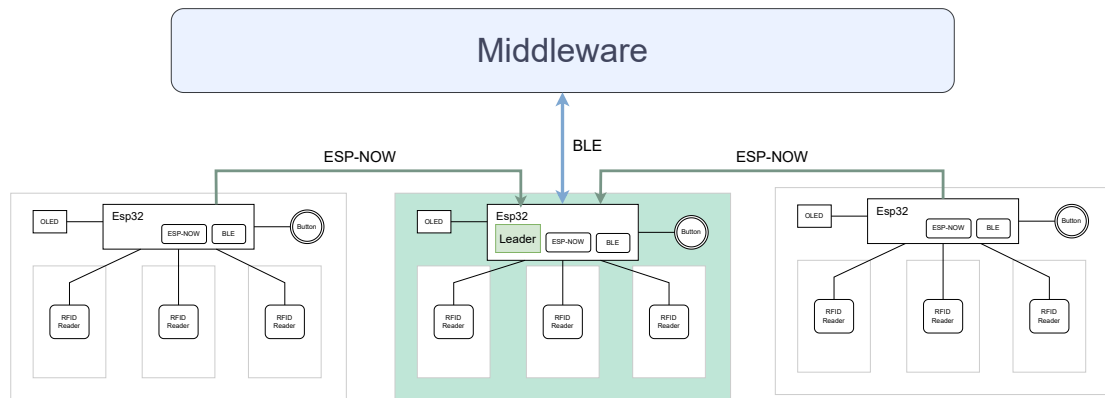 Middleware
BLE
ESP-NOW
ESP-NOW
OLED
Esp32
ESP-NOW
BLE
Button
RFID
Reader
RFID
Reader
RFID
Reader
OLED
Esp32
Leader
ESP-NOW
BLE
Button
RFID
Reader
RFID
Reader
RFID
Reader
OLED
Esp32
ESP-NOW
BLE
Button
RFID
Reader
RFID
Reader
RFID
Reader